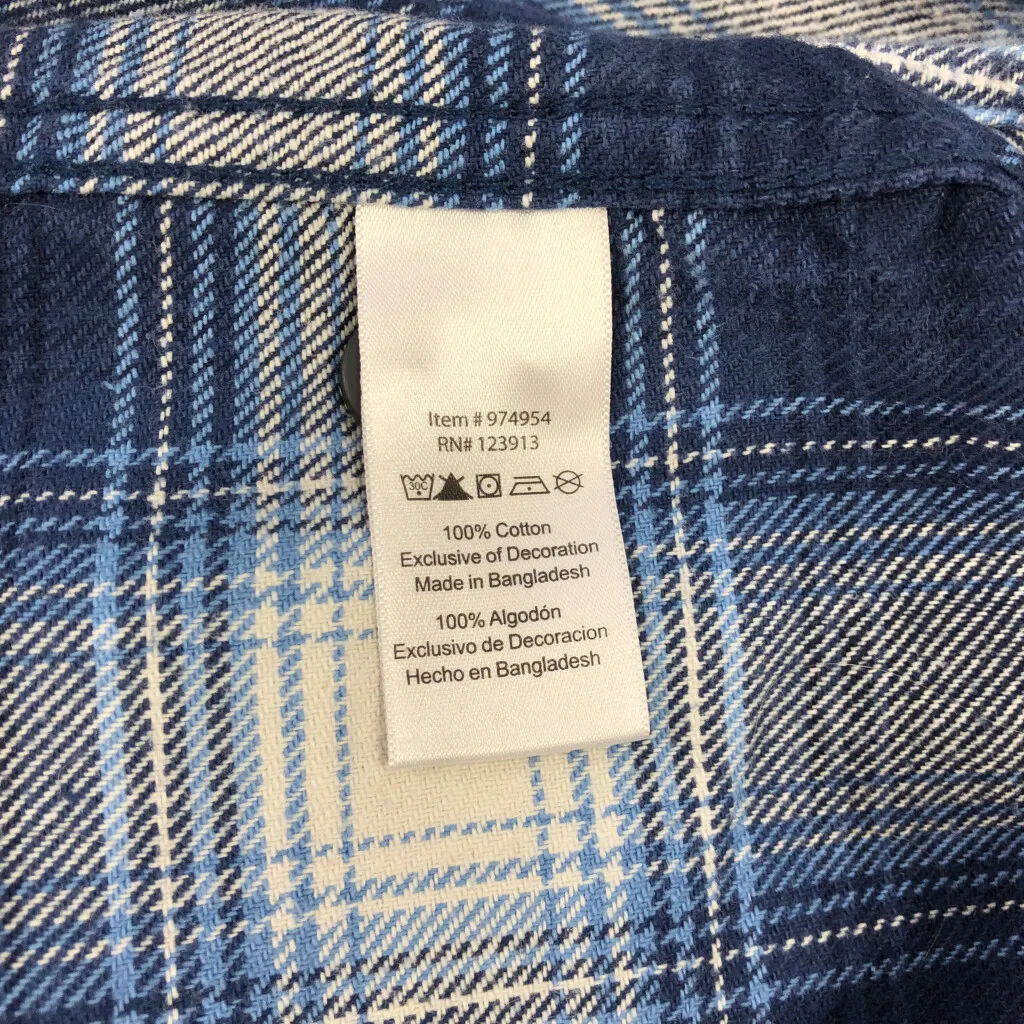 Item # 974954
RN# 123913
30C
100% Cotton
Exclusive of Decoration
Made in Bangladesh
100% Algodón
Exclusivo de Decoracion
Hecho en Bangladesh